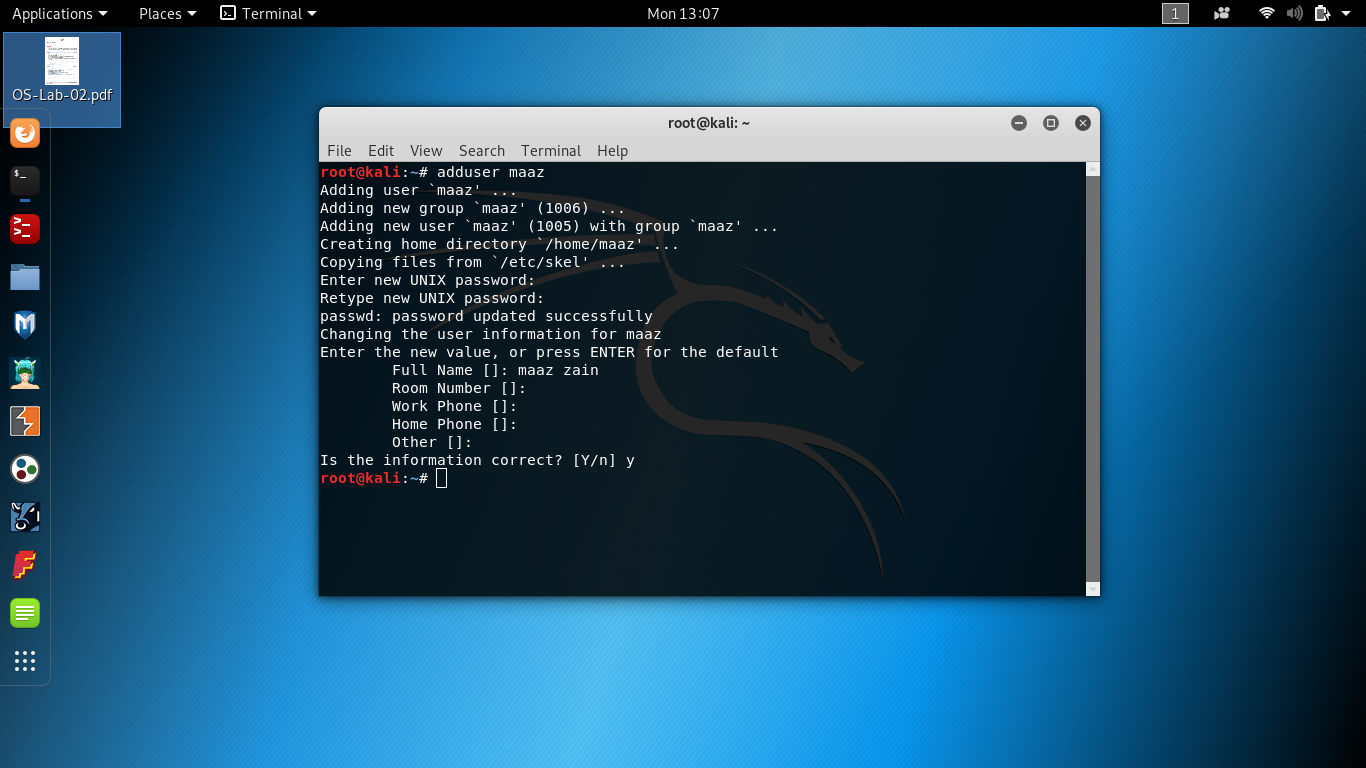 Applications Places Terminal Mon 13:07 1
OS-Lab-02.pdf
root@kali: ~
File Edit View Search Terminal Help
root@kali:~# adduser maaz
Adding user `maaz' ...
Adding new group `maaz' (1006) ...
Adding new user `maaz' (1005) with group `maaz' ...
Creating home directory `/home/maaz' ...
Copying files from `/etc/skel' ...
Enter new UNIX password:
Retype new UNIX password:
passwd: password updated successfully
Changing the user information for maaz
Enter the new value, or press ENTER for the default
Full Name []: maaz zain
Room Number []:
Work Phone []:
Home Phone []:
Other []:
Is the information correct? [Y/n] y
root@kali:~#